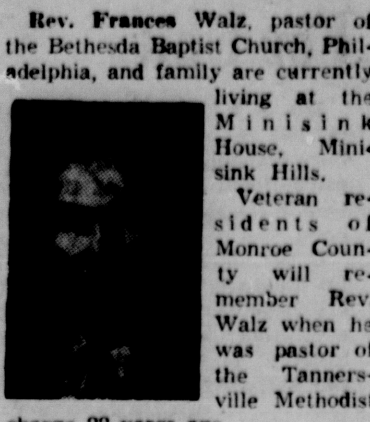 Rev. Frances Walz, pastor of
the Bethesda Baptist Church, Phil-
adelphia, and family are currently
living at the
Minisink
House, Mini-
sink Hills.
Veteran re-
sidents of
Monroe Coun-
ty will re-
member Rev.
Walz when he
was pastor of
the Tanners-
ville Methodist